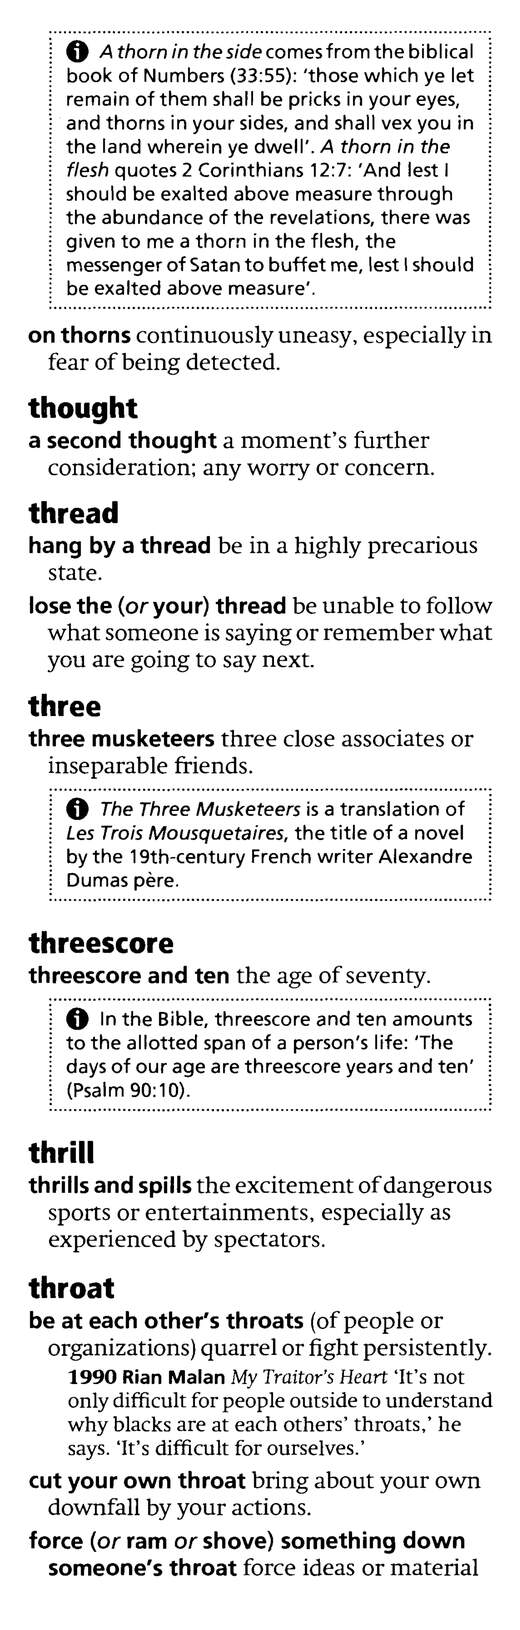 A thorn in the side comes from the biblical
book of Numbers (33:55): ‘those which ye let
remain of them shall be pricks in your eyes,
and thorns in your sides, and shall vex you in
the land wherein ye dwell’. A thorn in the
flesh quotes 2 Corinthians 12:7: ‘And lest I
should be exalted above measure through
the abundance of the revelations, there was
given to me a thorn in the flesh, the
messenger of Satan to buffet me, lest I should
be exalted above measure’.
on thorns continuously uneasy, especially in
fear of being detected.
thought
a second thought a moment’s further
consideration; any worry or concern.
thread
hang by a thread be in a highly precarious
state.
lose the (or your) thread be unable to follow
what someone is saying or remember what
you are going to say next.
three
three musketeers three close associates or
inseparable friends.
The Three Musketeers is a translation of
Les Trois Mousquetaires, the title of a novel
by the 19th-century French writer Alexandre
Dumas père.
threescore
threescore and ten the age of seventy.
In the Bible, threescore and ten amounts
to the allotted span of a person’s life: ‘The
days of our age are threescore years and ten’
(Psalm 90:10).
thrill
thrills and spills the excitement of dangerous
sports or entertainments, especially as
experienced by spectators.
throat
be at each other’s throats (of people or
organizations) quarrel or fight persistently.
1990 Rian Malan My Traitor’s Heart ‘It’s not
only difficult for people outside to understand
why blacks are at each others’ throats,’ he
says. ‘It’s difficult for ourselves.’
cut your own throat bring about your own
downfall by your actions.
force (or ram or shove) something down
someone’s throat force ideas or material